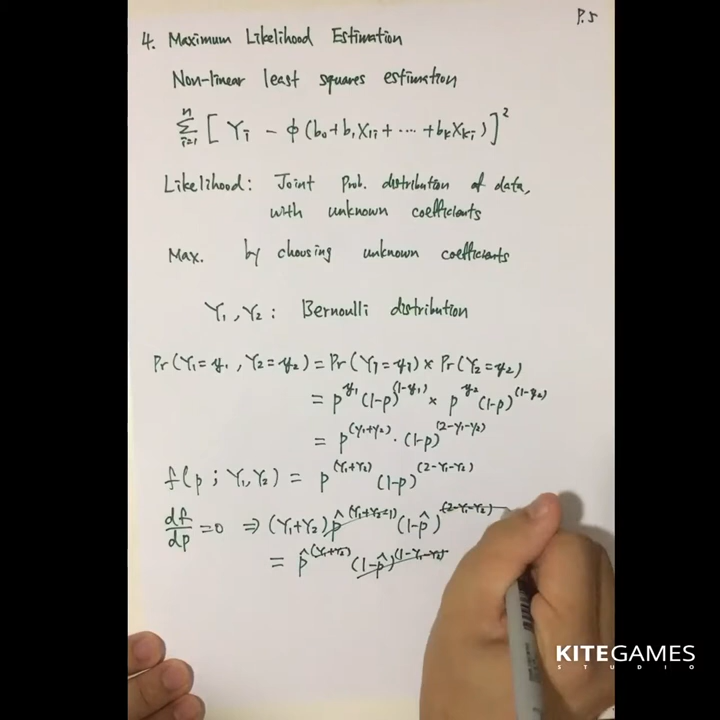 P.5
4. Maximum Likelihood Estimation
Non-linear least squares estimation
n∑i=1 [ Yi - ϕ(b0+b1X1i+ ⋯ +bkXki) ]²
Likelihood: Joint Prob. distribution of data,
with unknown coefficients
Max. by choosing unknown coefficients
Y1, Y2 : Bernoulli distribution
Pr(Y1=y1, Y2=y2) = Pr(Y1=y1) × Pr(Y2=y2)
= p^y1 (1-p)^(1-y1) × p^y2 (1-p)^(1-y2)
= p^(y1+y2) · (1-p)^(2-y1-y2)
f(p ; Y1,Y2) = p^(Y1+Y2) (1-p)^(2-Y1-Y2)
df/dp =0 ⇒ (Y1+Y2) p̂^(Y1+Y2-1) (1-p̂)^(2-Y1-Y2)
= p̂^(Y1+Y2) (1-p̂)^(1-Y1-Y2)
KITEGAMES
STUDIO